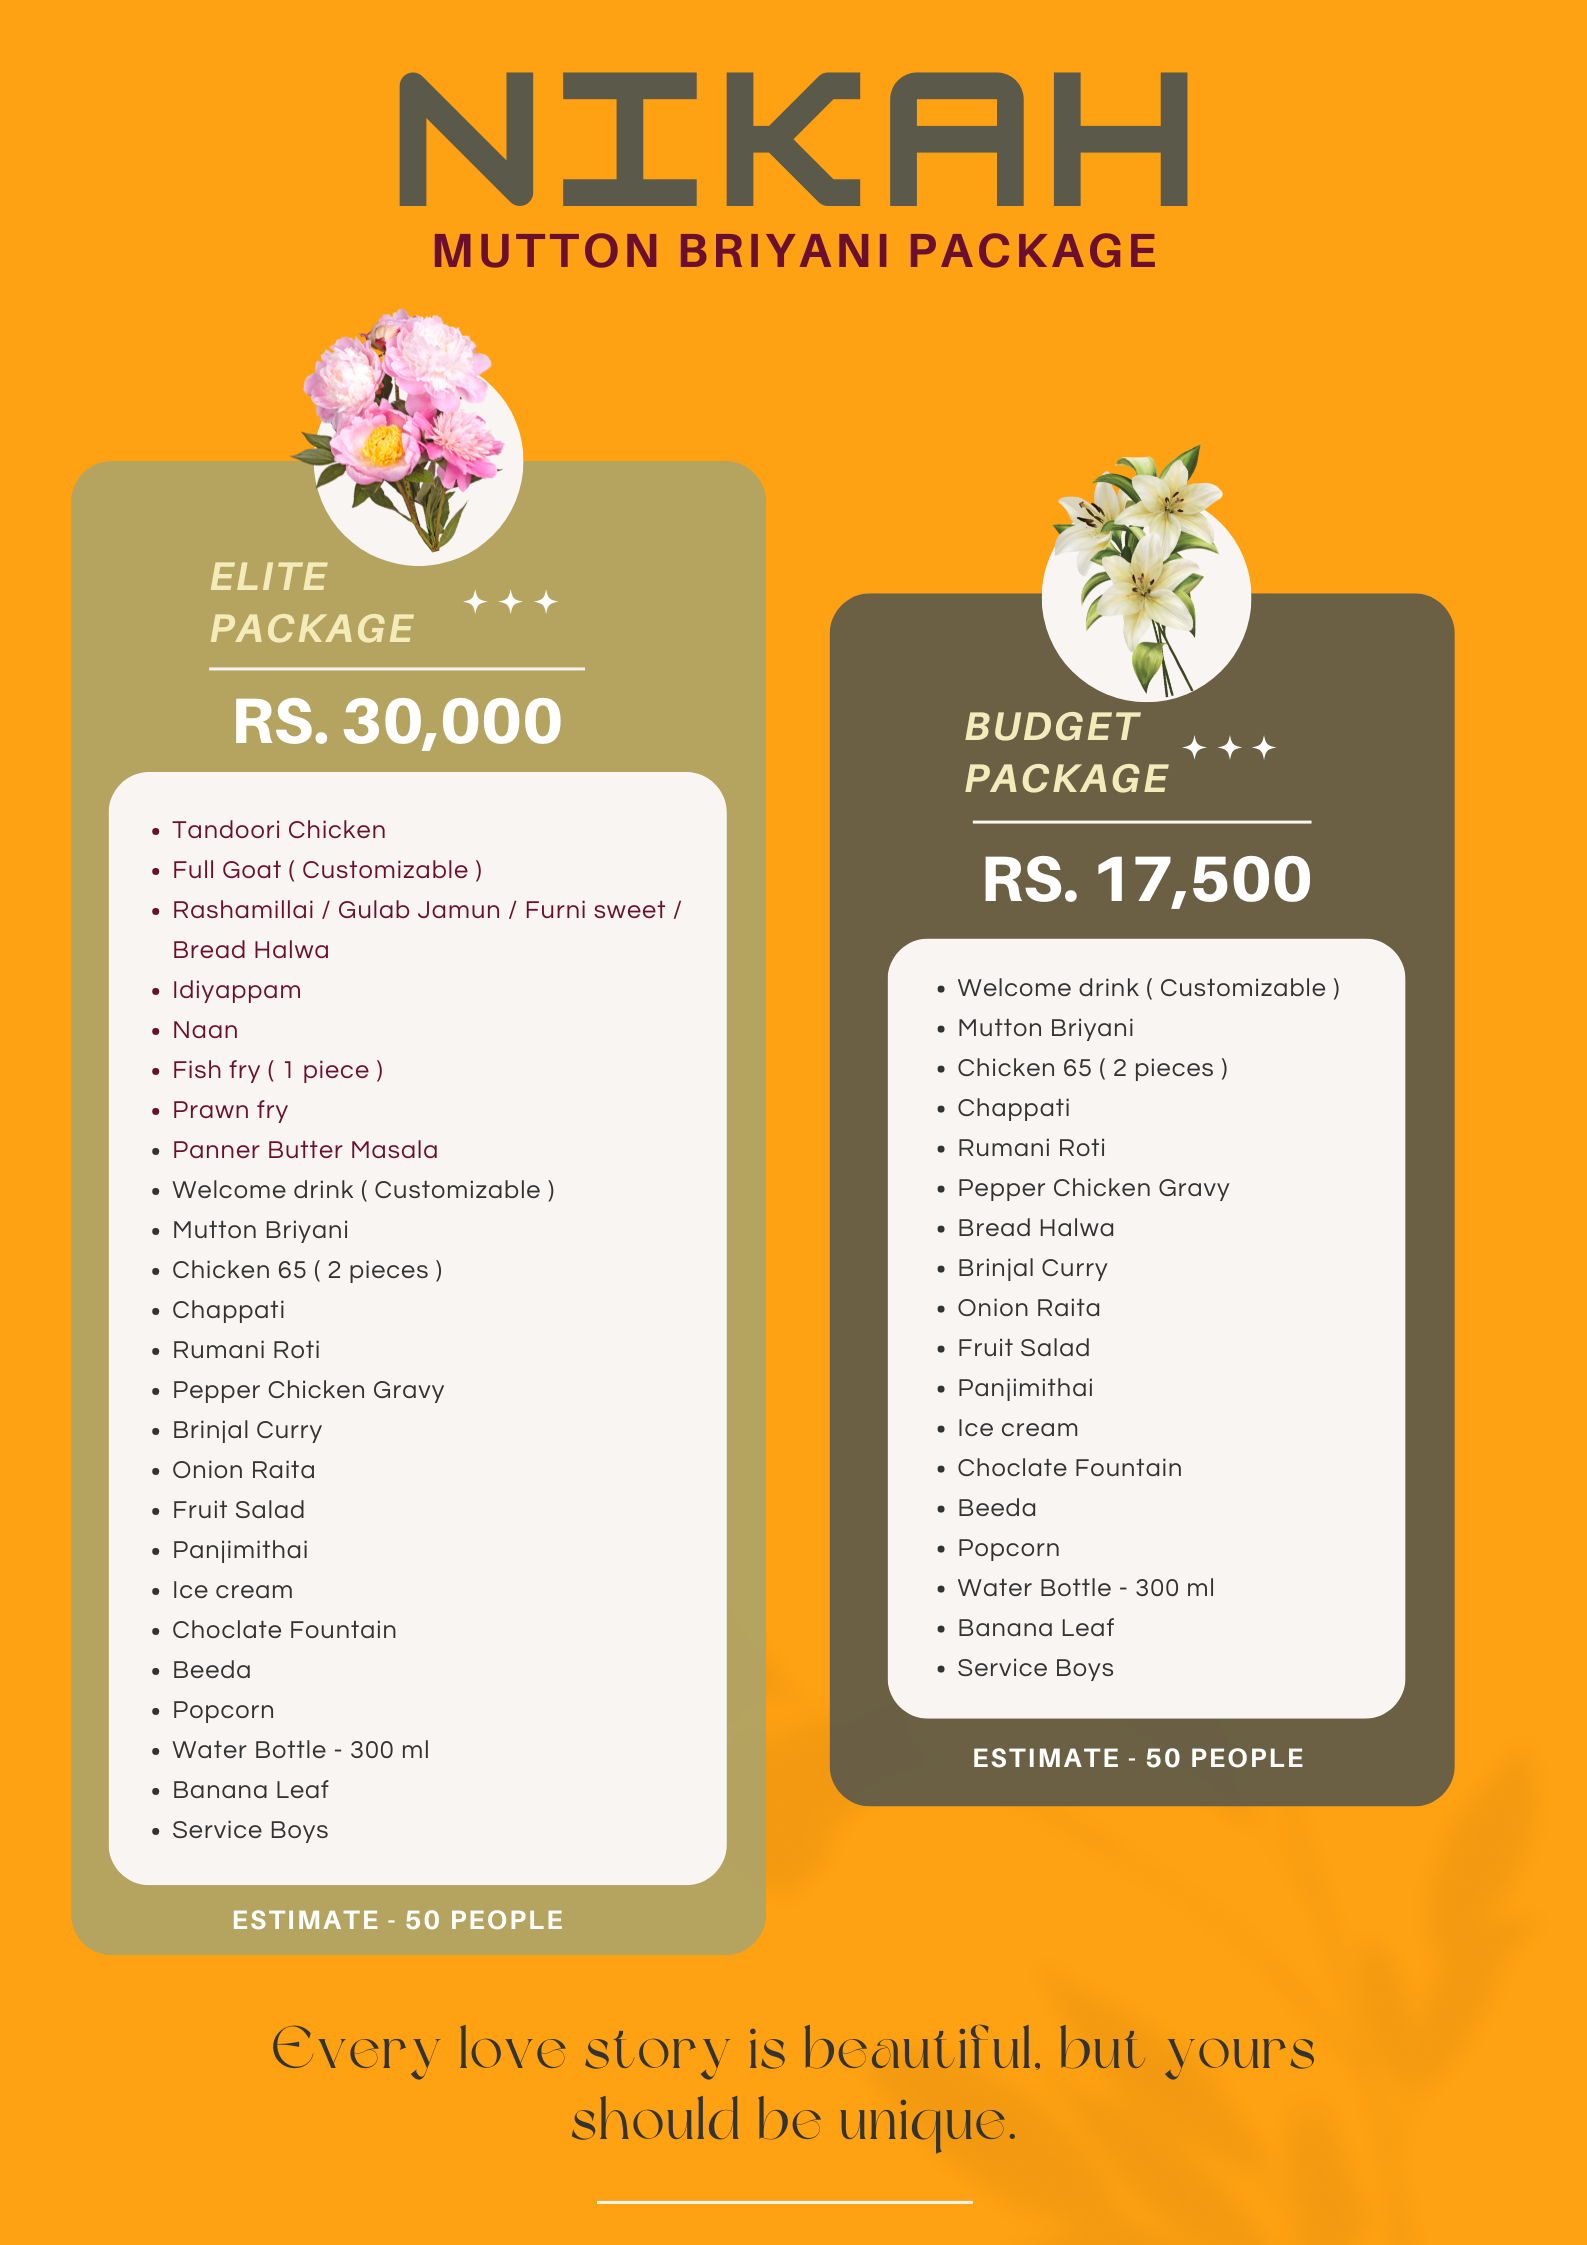 NIKAH
MUTTON BRIYANI PACKAGE
ELITE
PACKAGE
RS. 30,000
Tandoori Chicken
Full Goat ( Customizable )
Rashamillai / Gulab Jamun / Furni sweet /
Bread Halwa
Idiyappam
Naan
Fish fry ( 1 piece )
Prawn fry
Panner Butter Masala
Welcome drink ( Customizable )
Mutton Briyani
Chicken 65 ( 2 pieces )
Chappati
Rumani Roti
Pepper Chicken Gravy
Brinjal Curry
Onion Raita
Fruit Salad
Panjimithai
Ice cream
Choclate Fountain
Beeda
Popcorn
Water Bottle - 300 ml
Banana Leaf
Service Boys
ESTIMATE - 50 PEOPLE
BUDGET
PACKAGE
RS. 17,500
Welcome drink ( Customizable )
Mutton Briyani
Chicken 65 ( 2 pieces )
Chappati
Rumani Roti
Pepper Chicken Gravy
Bread Halwa
Brinjal Curry
Onion Raita
Fruit Salad
Panjimithai
Ice cream
Choclate Fountain
Beeda
Popcorn
Water Bottle - 300 ml
Banana Leaf
Service Boys
ESTIMATE - 50 PEOPLE
Every love story is beautiful, but yours
should be unique.